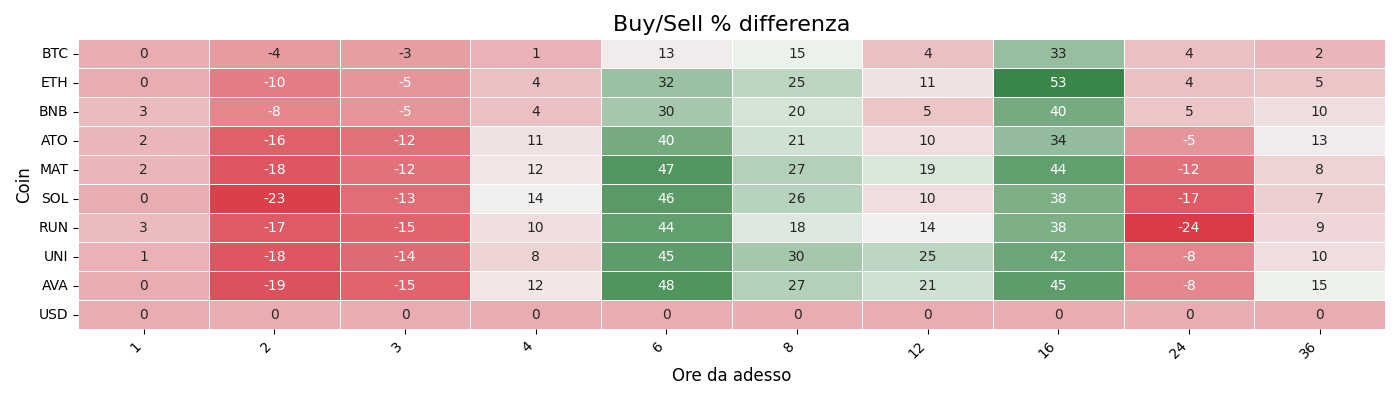 Buy/Sell % differenza
Coin
BTC 0 -4 -3 1 13 15 4 33 4 2
ETH 0 -10 -5 4 32 25 11 53 4 5
BNB 3 -8 -5 4 30 20 5 40 5 10
ATO 2 -16 -12 11 40 21 10 34 -5 13
MAT 2 -18 -12 12 47 27 19 44 -12 8
SOL 0 -23 -13 14 46 26 10 38 -17 7
RUN 3 -17 -15 10 44 18 14 38 -24 9
UNI 1 -18 -14 8 45 30 25 42 -8 10
AVA 0 -19 -15 12 48 27 21 45 -8 15
USD 0 0 0 0 0 0 0 0 0 0
1 2 3 4 6 8 12 16 24 36
Ore da adesso